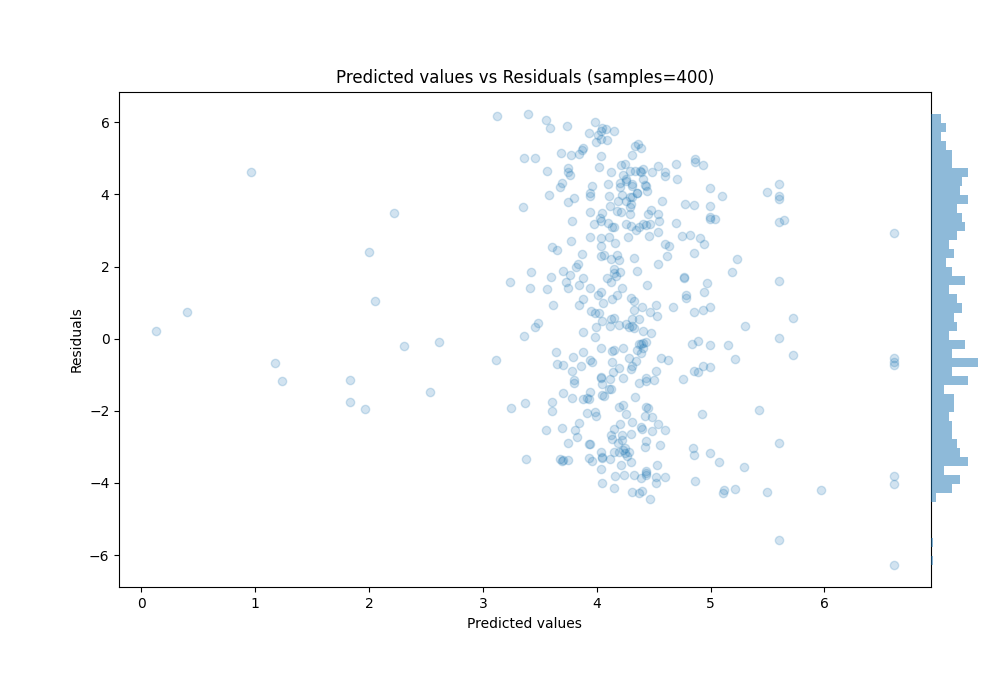 Predicted values vs Residuals (samples=400)
6
4
2
0
−2
−4
−6
Residuals
0 1 2 3 4 5 6
Predicted values